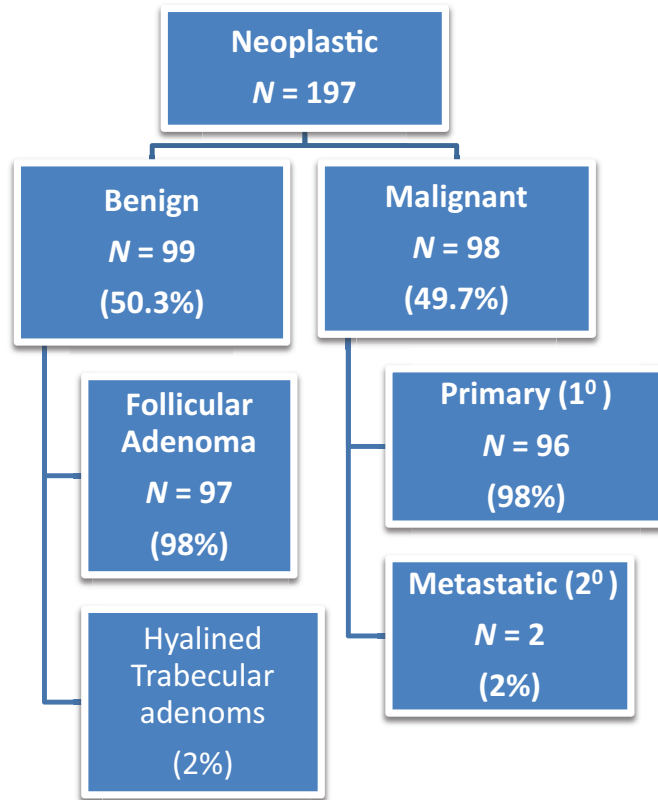 Neoplastic
N = 197
Benign
N = 99
(50.3%)
Malignant
N = 98
(49.7%)
Follicular
Adenoma
N = 97
(98%)
Primary (1⁰ )
N = 96
(98%)
Metastatic (2⁰ )
N = 2
(2%)
Hyalined
Trabecular
adenoms
(2%)